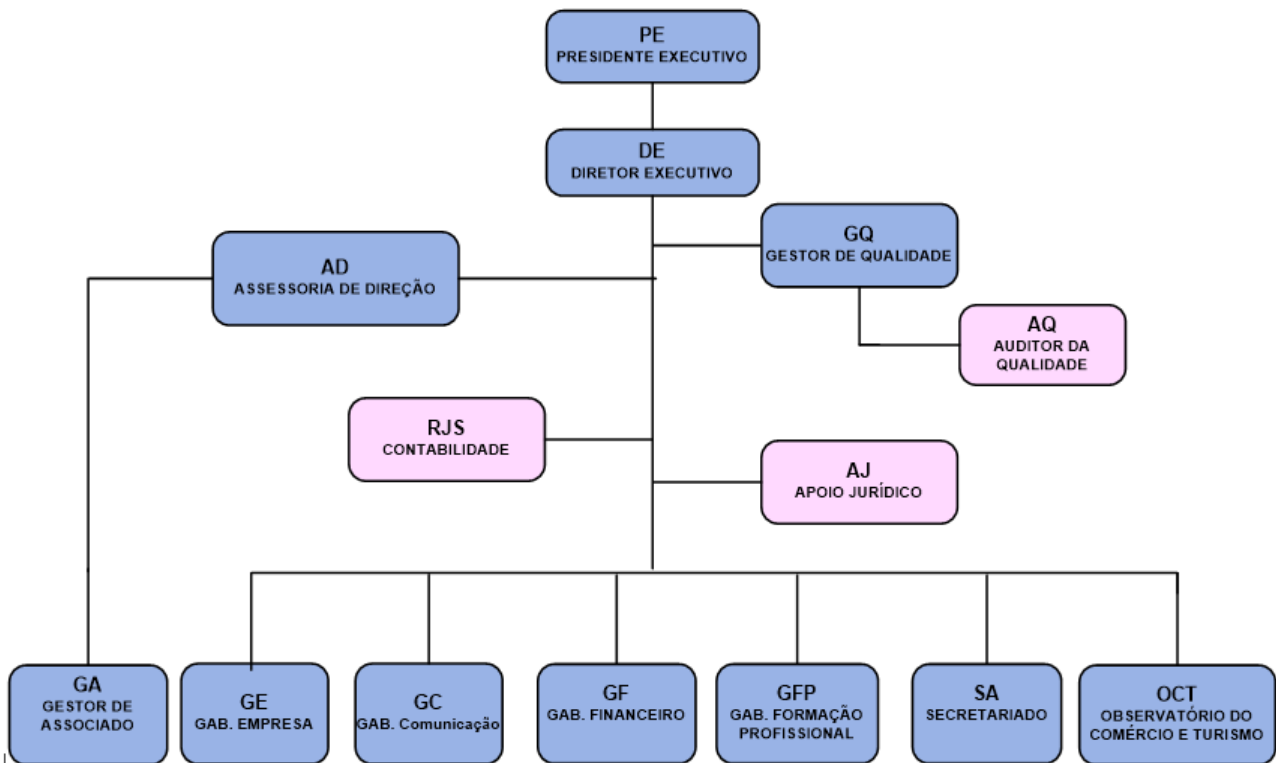 PE
PRESIDENTE EXECUTIVO
DE
DIRETOR EXECUTIVO
GQ
GESTOR DE QUALIDADE
AD
ASSESSORIA DE DIREÇÃO
AQ
AUDITOR DA
QUALIDADE
RJS
CONTABILIDADE
AJ
APOIO JURÍDICO
GA
GESTOR DE
ASSOCIADO
GE
GAB. EMPRESA
GC
GAB. Comunicação
GF
GAB. FINANCEIRO
GFP
GAB. FORMAÇÃO
PROFISSIONAL
SA
SECRETARIADO
OCT
OBSERVATÓRIO DO
COMÉRCIO E TURISMO